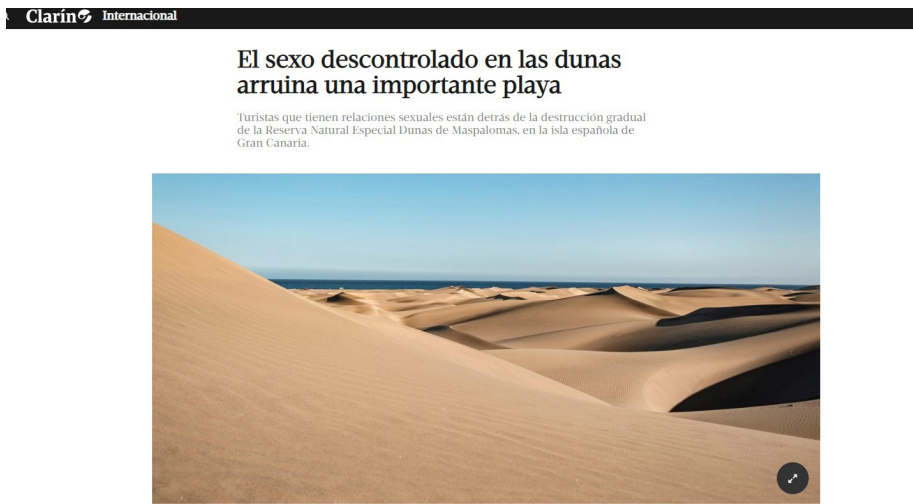 Clarín Internacional
El sexo descontrolado en las dunas
arruina una importante playa
Turistas que tienen relaciones sexuales están detrás de la destrucción gradual
de la Reserva Natural Especial Dunas de Maspalomas, en la isla española de
Gran Canaria.